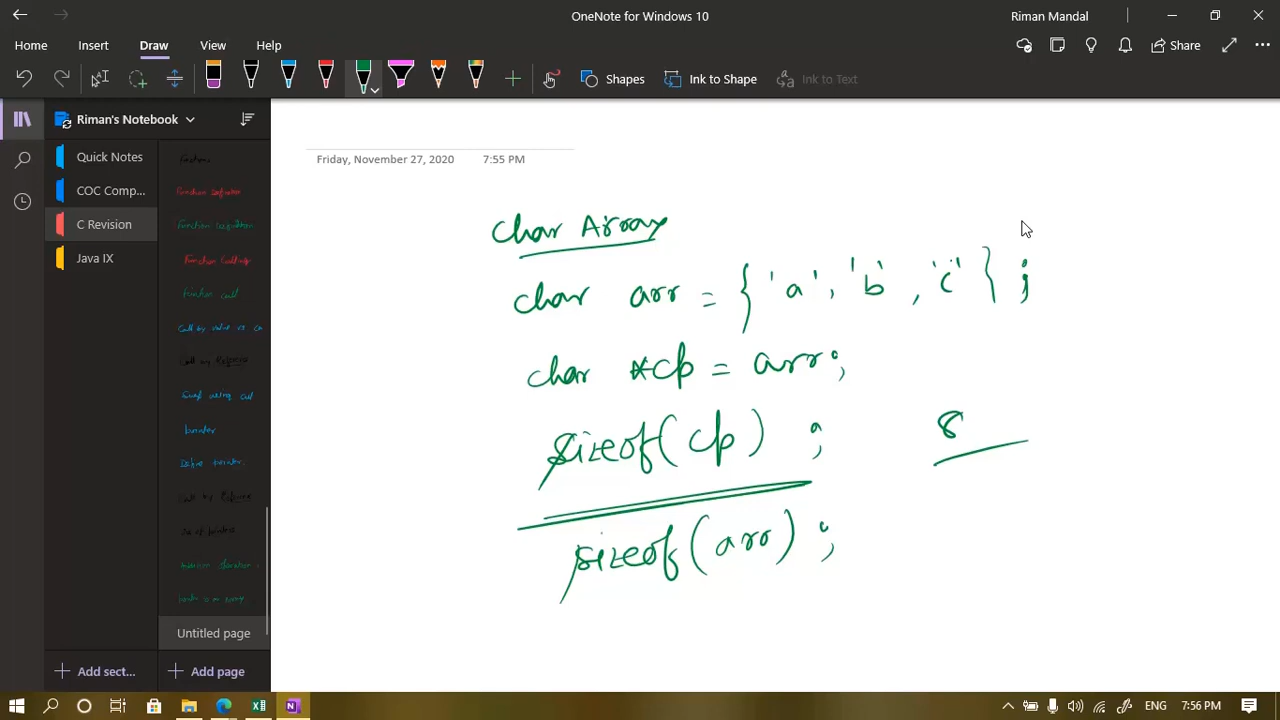 OneNote for Windows 10
Riman Mandal
Home Insert Draw View Help
Share
Shapes
Ink to Shape
Ink to Text
Riman's Notebook
Quick Notes
COC Comp...
C Revision
Java IX
Function call
Untitled page
Add sect...
Add page
Friday, November 27, 2020 7:55 PM
char Array
char arr = { 'a', 'b' , 'c' } ;
char *cp = arr;
sizeof(cp) ; 8
sizeof(arr) ;
ENG 7:56 PM